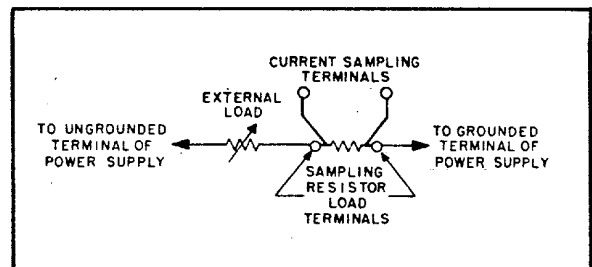 CURRENT SAMPLING
TERMINALS
EXTERNAL
LOAD
TO UNGROUNDED
TERMINAL OF
POWER SUPPLY
TO GROUNDED
TERMINAL OF
POWER SUPPLY
SAMPLING
RESISTOR
LOAD
TERMINALS